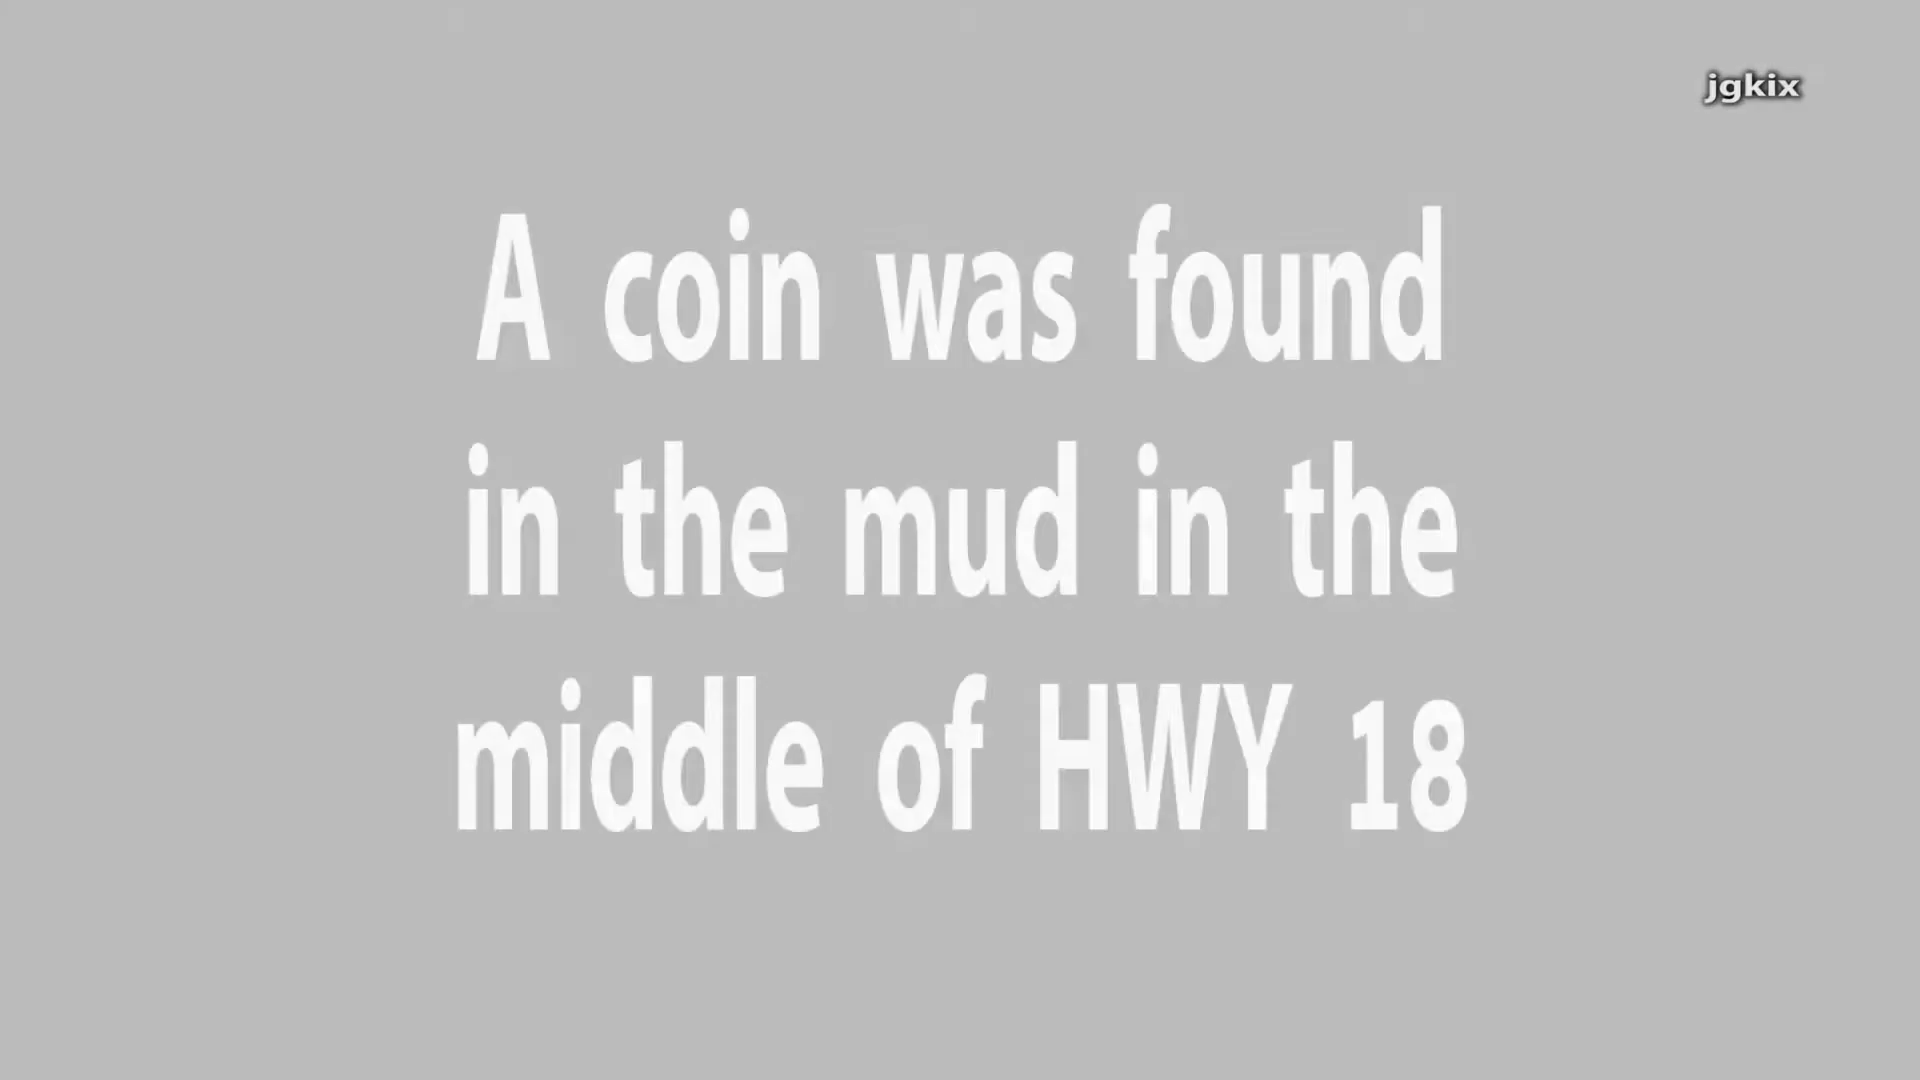 jgkix
A coin was found
in the mud in the
middle of HWY 18